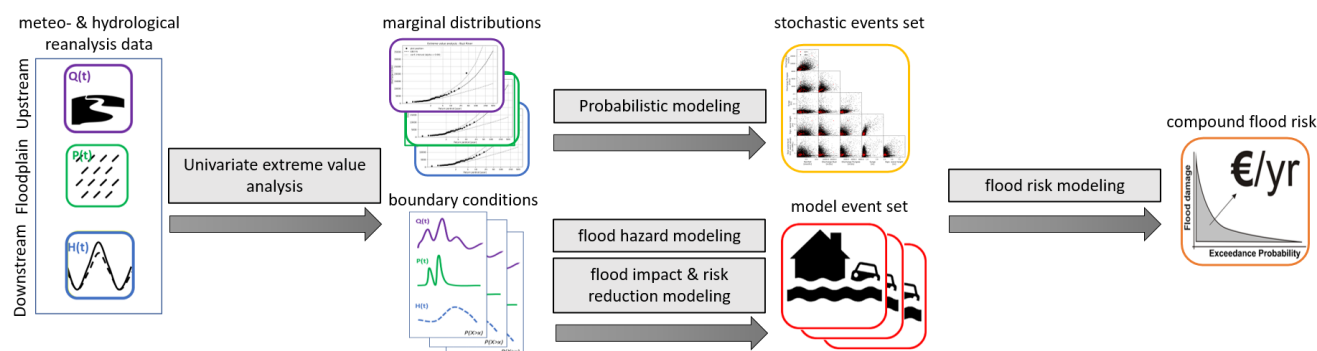 meteo- & hydrological
reanalysis data
Upstream
Floodplain
Downstream
Q(t)
P(t)
H(t)
Univariate extreme value
analysis
marginal distributions
boundary conditions
Q(t)
P(t)
H(t)
P(X>x)
Probabilistic modeling
flood hazard modeling
flood impact & risk
reduction modeling
stochastic events set
model event set
flood risk modeling
compound flood risk
€/yr
Flood damage
Exceedance Probability